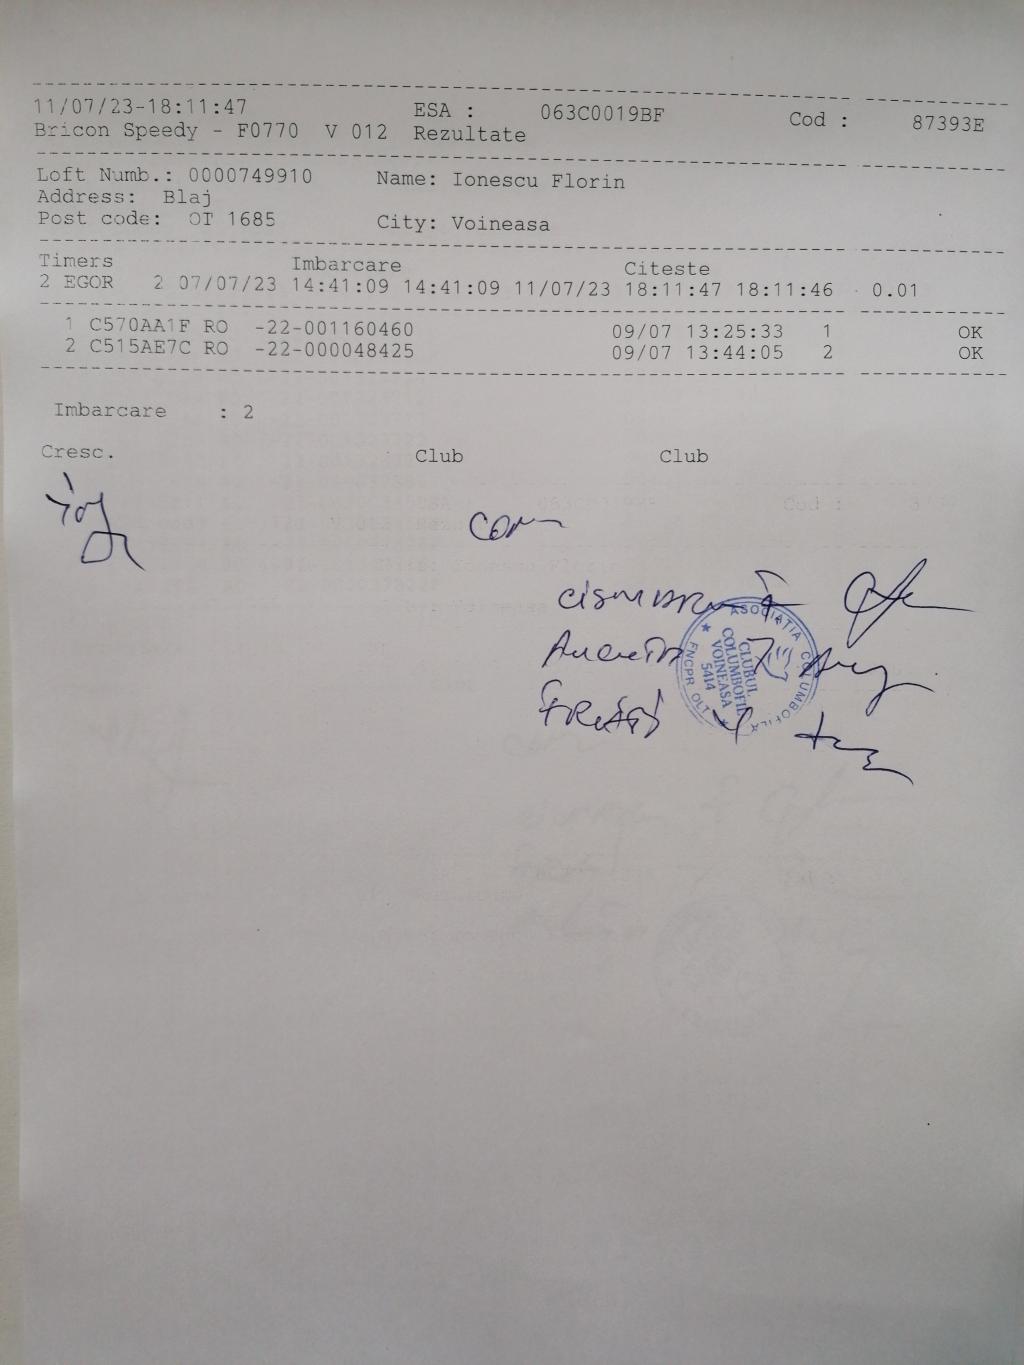 11/07/23-18:11:47 ESA : 063C0019BF Cod : 87393E
Bricon Speedy - F0770 V 012 Rezultate
Loft Numb.: 0000749910 Name: Ionescu Florin
Address: Blaj
Post code: OT 1685 City: Voineasa
Timers Imbarcare Citeste
2 EGOR 2 07/07/23 14:41:09 14:41:09 11/07/23 18:11:47 18:11:46 0.01
1 C570AA1F RO -22-001160460 09/07 13:25:33 1 OK
2 C515AE7C RO -22-000048425 09/07 13:44:05 2 OK
Imbarcare : 2
Cresc. Club Club
ASOCIATIA COLUMBOFILA
CLUBUL
COLUMBOFIL
VOINEASA
5414
FNCPR OLT